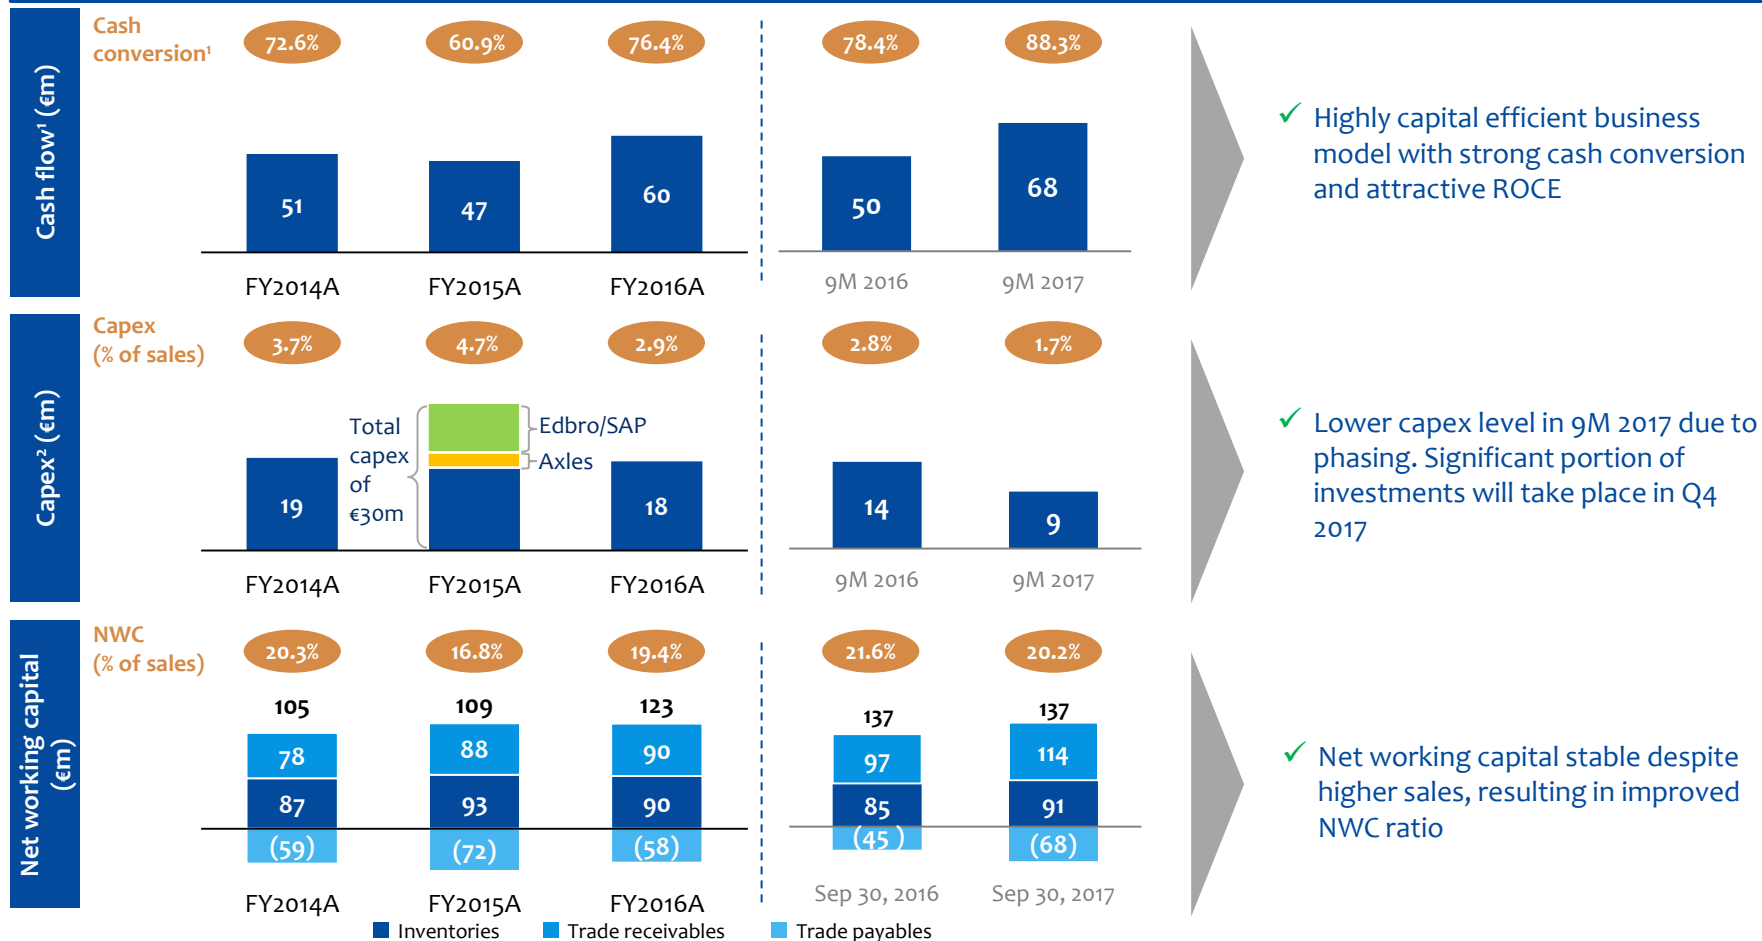 Cash flow¹ (€m)
Cash
conversion¹
72.6%
60.9%
76.4%
78.4%
88.3%
51
47
60
50
68
FY2014A
FY2015A
FY2016A
9M 2016
9M 2017
✓ Highly capital efficient business
model with strong cash conversion
and attractive ROCE
Capex² (€m)
Capex
(% of sales)
3.7%
4.7%
2.9%
2.8%
1.7%
Total
capex
of
€30m
Edbro/SAP
Axles
19
18
14
9
FY2014A
FY2015A
FY2016A
9M 2016
9M 2017
✓ Lower capex level in 9M 2017 due to
phasing. Significant portion of
investments will take place in Q4
2017
Net working capital
(€m)
NWC
(% of sales)
20.3%
16.8%
19.4%
21.6%
20.2%
105
109
123
137
137
78
88
90
97
114
87
93
90
85
91
(59)
(72)
(58)
(45 )
(68)
FY2014A
FY2015A
FY2016A
Sep 30, 2016
Sep 30, 2017
✓ Net working capital stable despite
higher sales, resulting in improved
NWC ratio
Inventories
Trade receivables
Trade payables